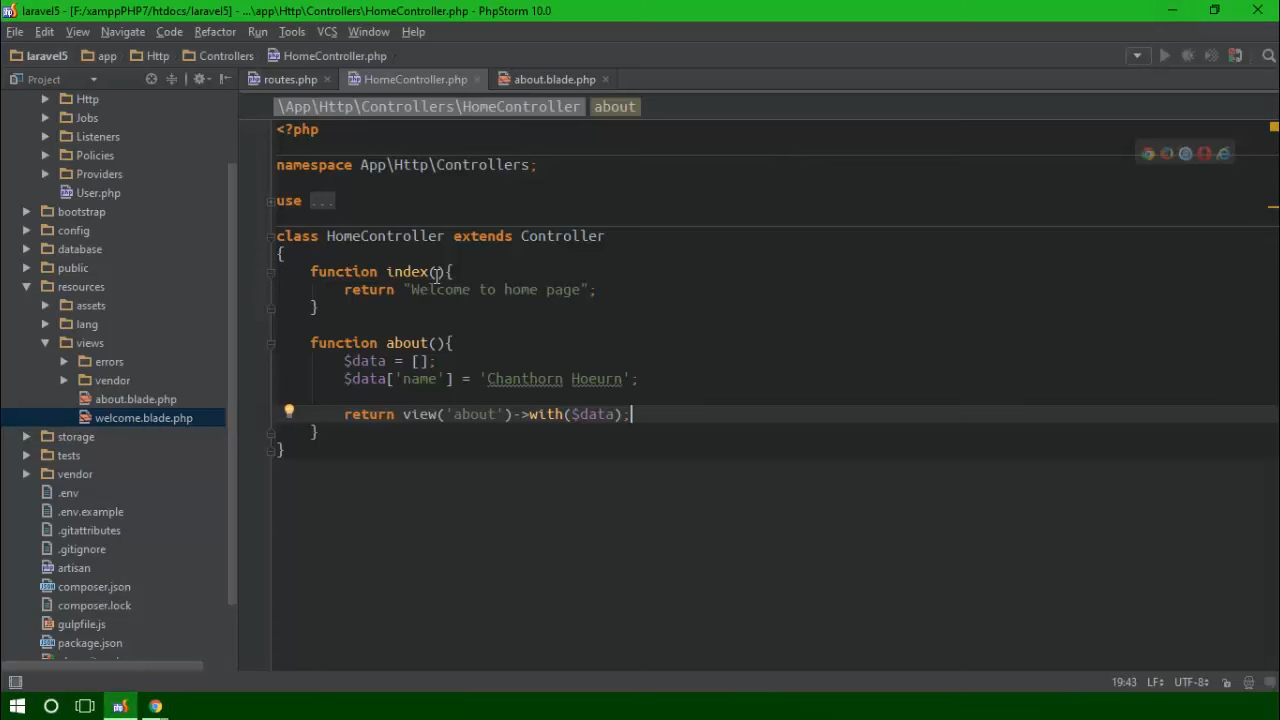 laravel5 - [F:\xamppPHP7/htdocs/laravel5] - ...\app\Http\Controllers\HomeController.php - PhpStorm 10.0
File Edit View Navigate Code Refactor Run Tools VCS Window Help
laravel5 app Http Controllers HomeController.php
Project routes.php HomeController.php about.blade.php
Http
Jobs
Listeners
Policies
Providers
User.php
bootstrap
config
database
public
resources
assets
lang
views
errors
vendor
about.blade.php
welcome.blade.php
storage
tests
vendor
.env
.env.example
.gitattributes
.gitignore
artisan
composer.json
composer.lock
gulpfile.js
package.json
\App\Http\Controllers\HomeController about
<?php
namespace App\Http\Controllers;
use ...
class HomeController extends Controller
{
function index(){
return "Welcome to home page";
}
function about(){
$data = [];
$data['name'] = 'Chanthorn Hoeurn';
return view('about')->with($data);
}
}
19:43 LF÷ UTF-8÷